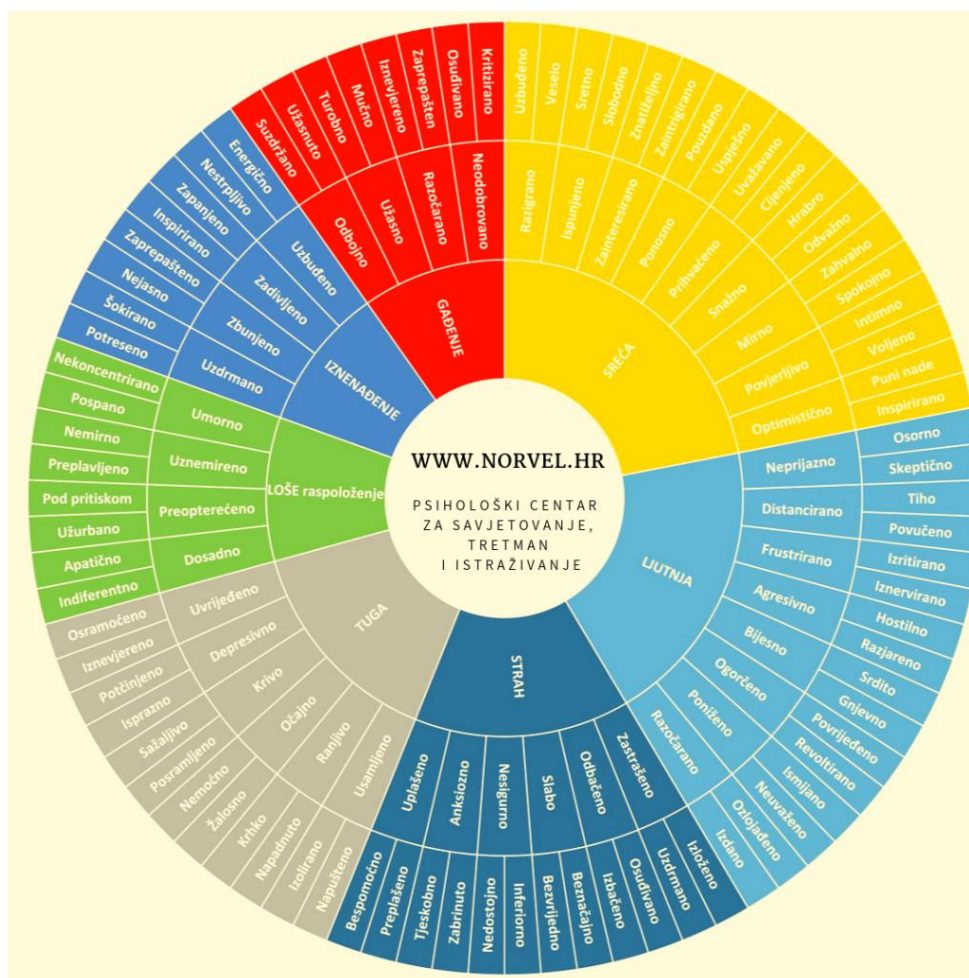 WWW.NORVEL.HR
PSIHOLOŠKI CENTAR
ZA SAVJETOVANJE,
TRETMAN
I ISTRAŽIVANJE
SREĆA
Razigrano
Ispunjeno
Zainteresirano
Ponosno
Prihvaćeno
Snažno
Mirno
Povjerljivo
Optimistično
Uzbuđeno
Veselo
Sretno
Slobodno
Znatiželjno
Zaintrigirano
Pouzdano
Uspješno
Uvažavano
Cijenjeno
Hrabro
Odvažno
Zahvalno
Spokojno
Intimno
Voljeno
Puni nade
Inspirirano
LJUTNJA
Neprijazno
Distancirano
Frustrirano
Agresivno
Bijesno
Ogorčeno
Poniženo
Razočarano
Osorno
Skeptično
Tiho
Povučeno
Izritirano
Iznervirano
Hostilno
Razjareno
Srdito
Gnjevno
Povrijeđeno
Revoltirano
Ismijano
Neuvaženo
Ozlojađeno
Izdano
STRAH
Zastrašeno
Odbačeno
Slabo
Nesigurno
Anksiozno
Uplašeno
Izloženo
Uzdrmano
Osuđivano
Izbačeno
Beznačajno
Bezvrijedno
Inferiorno
Nedostojno
Zabrinuto
Tjeskobno
Preplašeno
Bespomoćno
TUGA
Usamljeno
Ranjivo
Očajno
Krivo
Depresivno
Uvrijeđeno
Napušteno
Izolirano
Napadnuto
Krhko
Žalosno
Nemoćno
Posramljeno
Sažaljivo
Isprazno
Potčinjeno
Iznevjereno
Osramoćeno
LOŠE raspoloženje
Dosadno
Preopterećeno
Uznemireno
Umorno
Indiferentno
Apatično
Užurbano
Pod pritiskom
Preplavljeno
Nemirno
Pospano
Nekoncentrirano
IZNENAĐENJE
Uzdrmano
Zbunjeno
Zadivljeno
Uzbuđeno
Potreseno
Šokirano
Nejasno
Zaprepašteno
Inspirirano
Zapanjeno
Nestrpljivo
Energično
GAĐENJE
Odbojno
Užasno
Razočarano
Neodobrovano
Suzdržano
Užasnuto
Turobno
Mučno
Iznevjereno
Zaprepašten
Osuđivano
Kritizirano